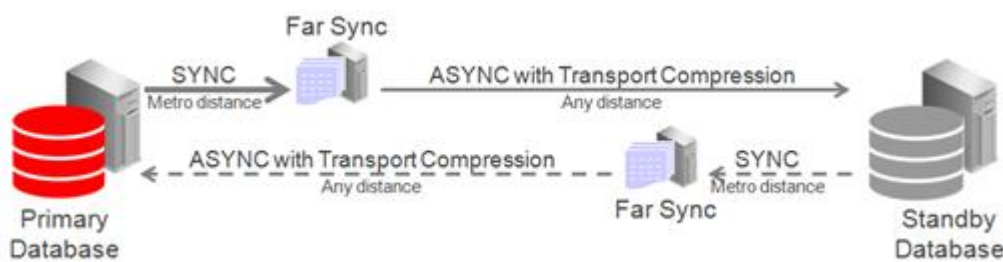 Far Sync
SYNC
Metro distance
ASYNC with Transport Compression
Any distance
ASYNC with Transport Compression
Any distance
SYNC
Metro distance
Far Sync
Primary
Database
Standby
Database